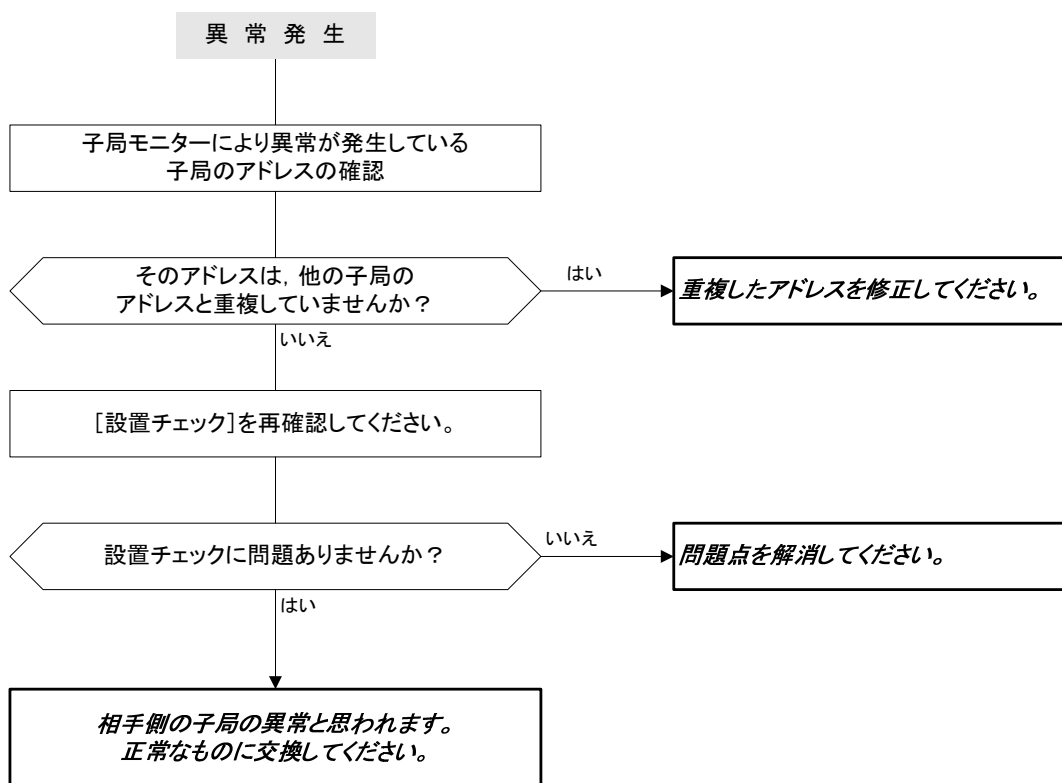 異 常 発 生
子局モニターにより異常が発生している
子局のアドレスの確認
そのアドレスは，他の子局の
アドレスと重複していませんか？
はい
重複したアドレスを修正してください。
いいえ
［設置チェック］を再確認してください。
設置チェックに問題ありませんか？
いいえ
問題点を解消してください。
はい
相手側の子局の異常と思われます。
正常なものに交換してください。